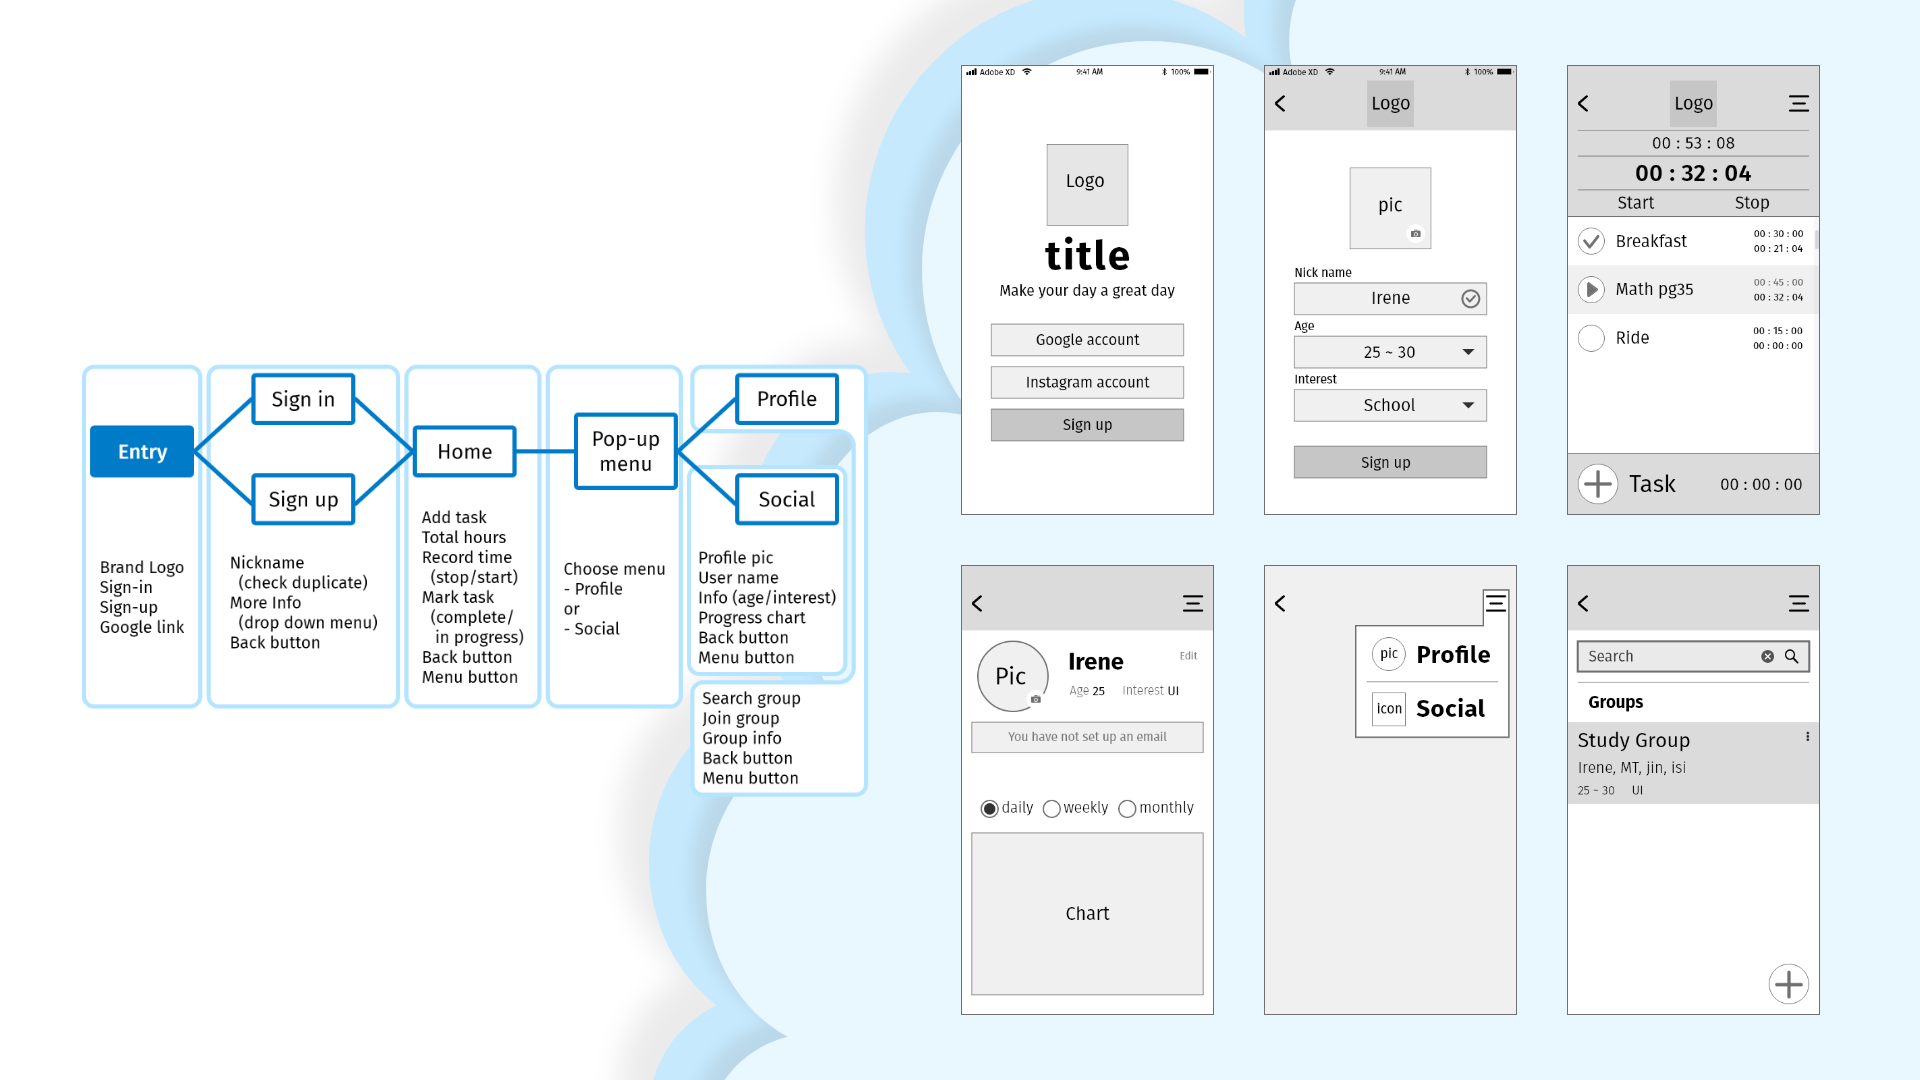 Entry
Brand Logo
Sign-in
Sign-up
Google link
Sign in
Sign up
Nickname
(check duplicate)
More Info
(drop down menu)
Back button
Home
Add task
Total hours
Record time
(stop/start)
Mark task
(complete/
in progress)
Back button
Menu button
Pop-up
menu
Choose menu
- Profile
or
- Social
Profile
Social
Profile pic
User name
Info (age/interest)
Progress chart
Back button
Menu button
Search group
Join group
Group info
Back button
Menu button
Adobe XD 9:41 AM 100%
Logo
title
Make your day a great day
Google account
Instagram account
Sign up
Adobe XD 9:41 AM 100%
Logo
pic
Nick name
Irene
Age
25 ~ 30
Interest
School
Sign up
Logo
00 : 53 : 08
00 : 32 : 04
Start Stop
Breakfast 00 : 30 : 00
00 : 21 : 04
Math pg35 00 : 45 : 00
00 : 32 : 04
Ride 00 : 15 : 00
00 : 00 : 00
Task 00 : 00 : 00
Pic
Irene Edit
Age 25 Interest UI
You have not set up an email
daily weekly monthly
Chart
pic Profile
icon Social
Search
Groups
Study Group
Irene, MT, jin, isi
25 ~ 30 UI